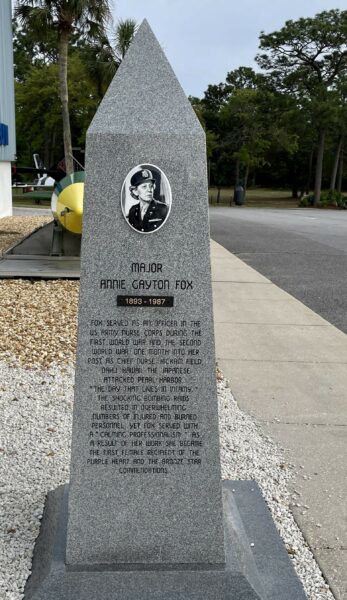 MAJOR
ANNIE GAYTON FOX
1893-1987
FOX SERVED AS AN OFFICER IN THE
US ARMY NURSE CORPS DURING THE
FIRST WORLD WAR AND THE SECOND
WORLD WAR. ONE MONTH INTO HER
POST AS CHIEF NURSE, HICKAM FIELD
OAHU HAWAII, THE JAPANESE
ATTACKED PEARL HARBOR.
"THE DAY THAT LIVES IN INFAMY."
THE SHOCKING BOMBING RAIDS
RESULTED IN OVERWHELMING
NUMBERS OF INJURED AND BURNED
PERSONNEL, YET FOX SERVED WITH
A "CALMING PROFESSIONALISM." AS
A RESULT OF HER WORK SHE BECAME
THE FIRST FEMALE RECIPIENT OF THE
PURPLE HEART AND THE BRONZE STAR
COMMENDATIONS.